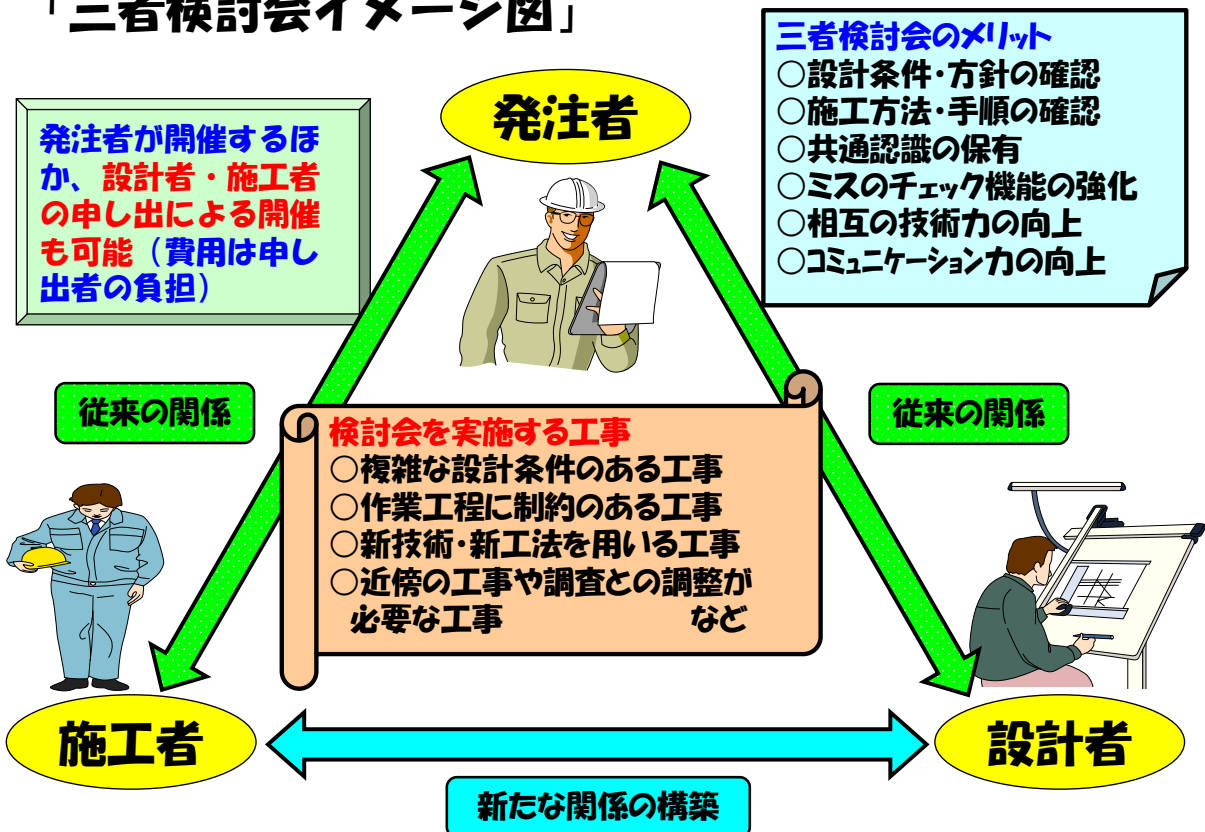 「三者検討会イメージ図」
発注者
三者検討会のメリット
○設計条件・方針の確認
○施工方法・手順の確認
○共通認識の保有
○ミスのチェック機能の強化
○相互の技術力の向上
○コミュニケーション力の向上
発注者が開催するほ
か、設計者・施工者
の申し出による開催
も可能（費用は申し
出者の負担）
従来の関係
従来の関係
検討会を実施する工事
○複雑な設計条件のある工事
○作業工程に制約のある工事
○新技術・新工法を用いる工事
○近傍の工事や調査との調整が
必要な工事 など
施工者
設計者
新たな関係の構築